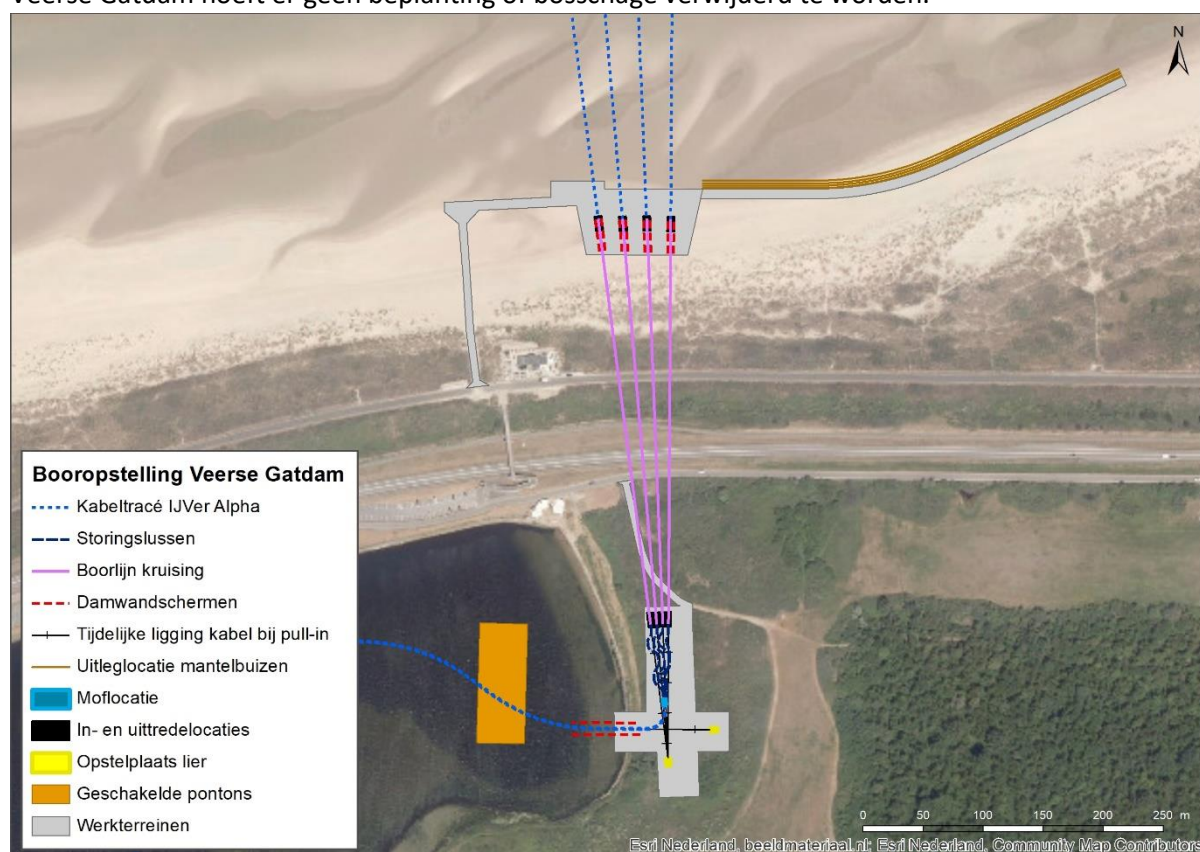 Veerse Gatdam hoeft er geen beplanting of bosschage verwijderd te worden.
N
Booropstelling Veerse Gatdam
Kabeltracé IJVer Alpha
Storingslussen
Boorlijn kruising
Damwandschermen
Tijdelijke ligging kabel bij pull-in
Uitleglocatie mantelbuizen
Moflocatie
In- en uittredelocaties
Opstelplaats lier
Geschakelde pontons
Werkterreinen
0 50 100 150 200 250 m
Esri Nederland, beeldmateriaal.nl; Esri Nederland, Community Map Contributors